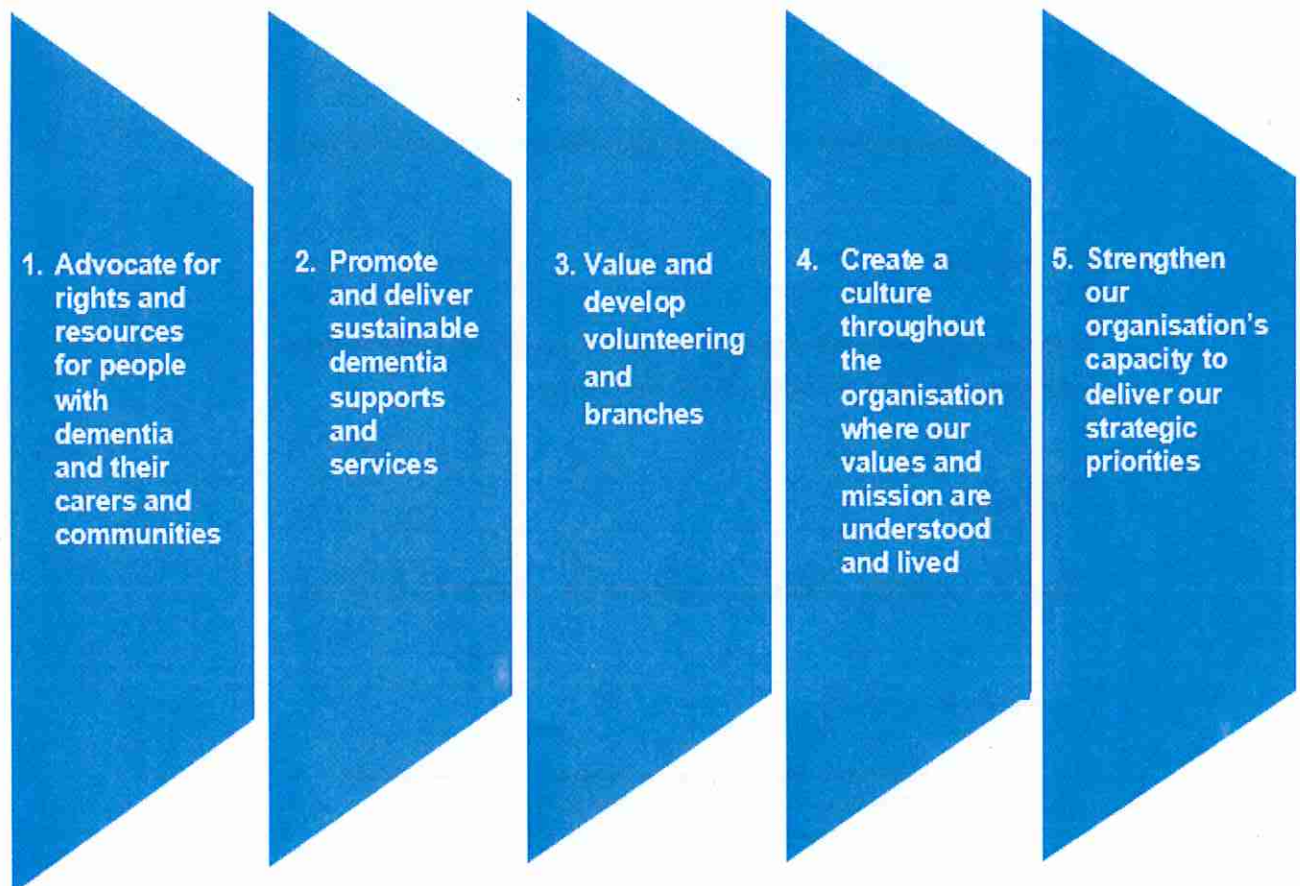 1. Advocate for
rights and
resources
for people
with
dementia
and their
carers and
communities
2. Promote
and deliver
sustainable
dementia
supports
and
services
3. Value and
develop
volunteering
and
branches
4. Create a
culture
throughout
the
organisation
where our
values and
mission are
understood
and lived
5. Strengthen
our
organisation's
capacity to
deliver our
strategic
priorities